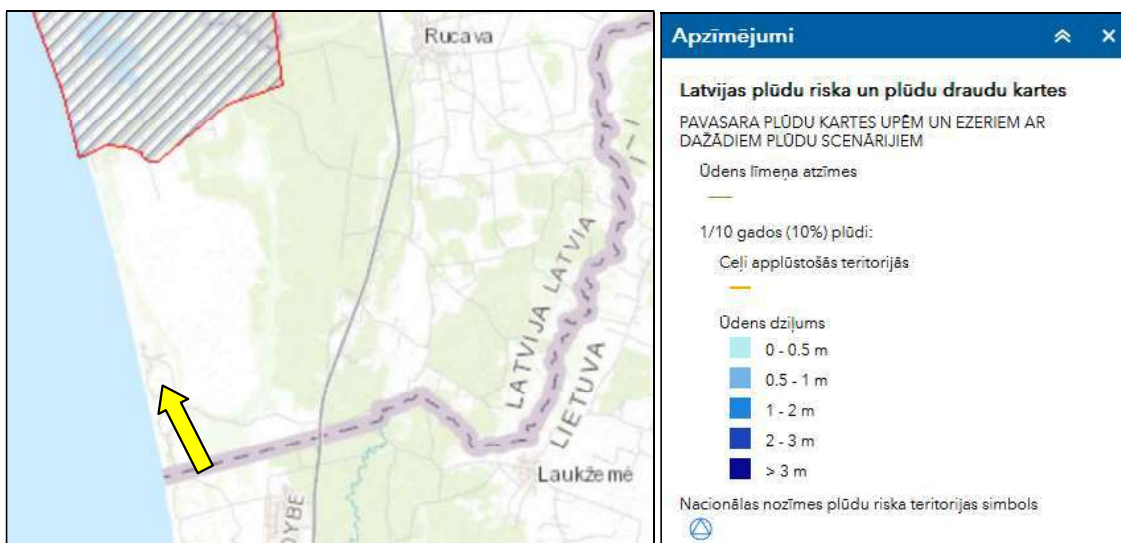 Rucava
LATVIJA LATVIA
LIETUVA
Laukžemė
OYBE
Apzīmējumi
Latvijas plūdu riska un plūdu draudu kartes
PAVASARA PLŪDU KARTES UPĒM UN EZERIEM AR
DAŽĀDIEM PLŪDU SCENĀRIJIEM
Ūdens līmeņa atzīmes
1/10 gados (10%) plūdi:
Ceļi applūstošās teritorijās
Ūdens dziļums
0 - 0.5 m
0.5 - 1 m
1 - 2 m
2 - 3 m
> 3 m
Nacionālas nozīmes plūdu riska teritorijas simbols